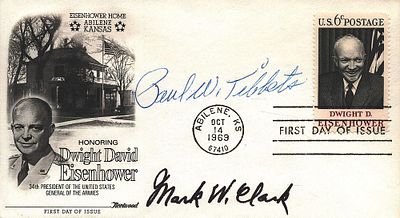 EISENHOWER HOME
ABILENE
KANSAS
HONORING
Dwight David
Eisenhower
34th PRESIDENT OF THE UNITED STATES
GENERAL OF THE ARMIES
FIRST DAY OF ISSUE
Fleetwood
Paul W. Tibbets
Mark W. Clark
ABILENE, KS
OCT
14
1969
67410
U.S. 6¢ POSTAGE
DWIGHT D.
EISENHOWER
FIRST DAY OF ISSUE